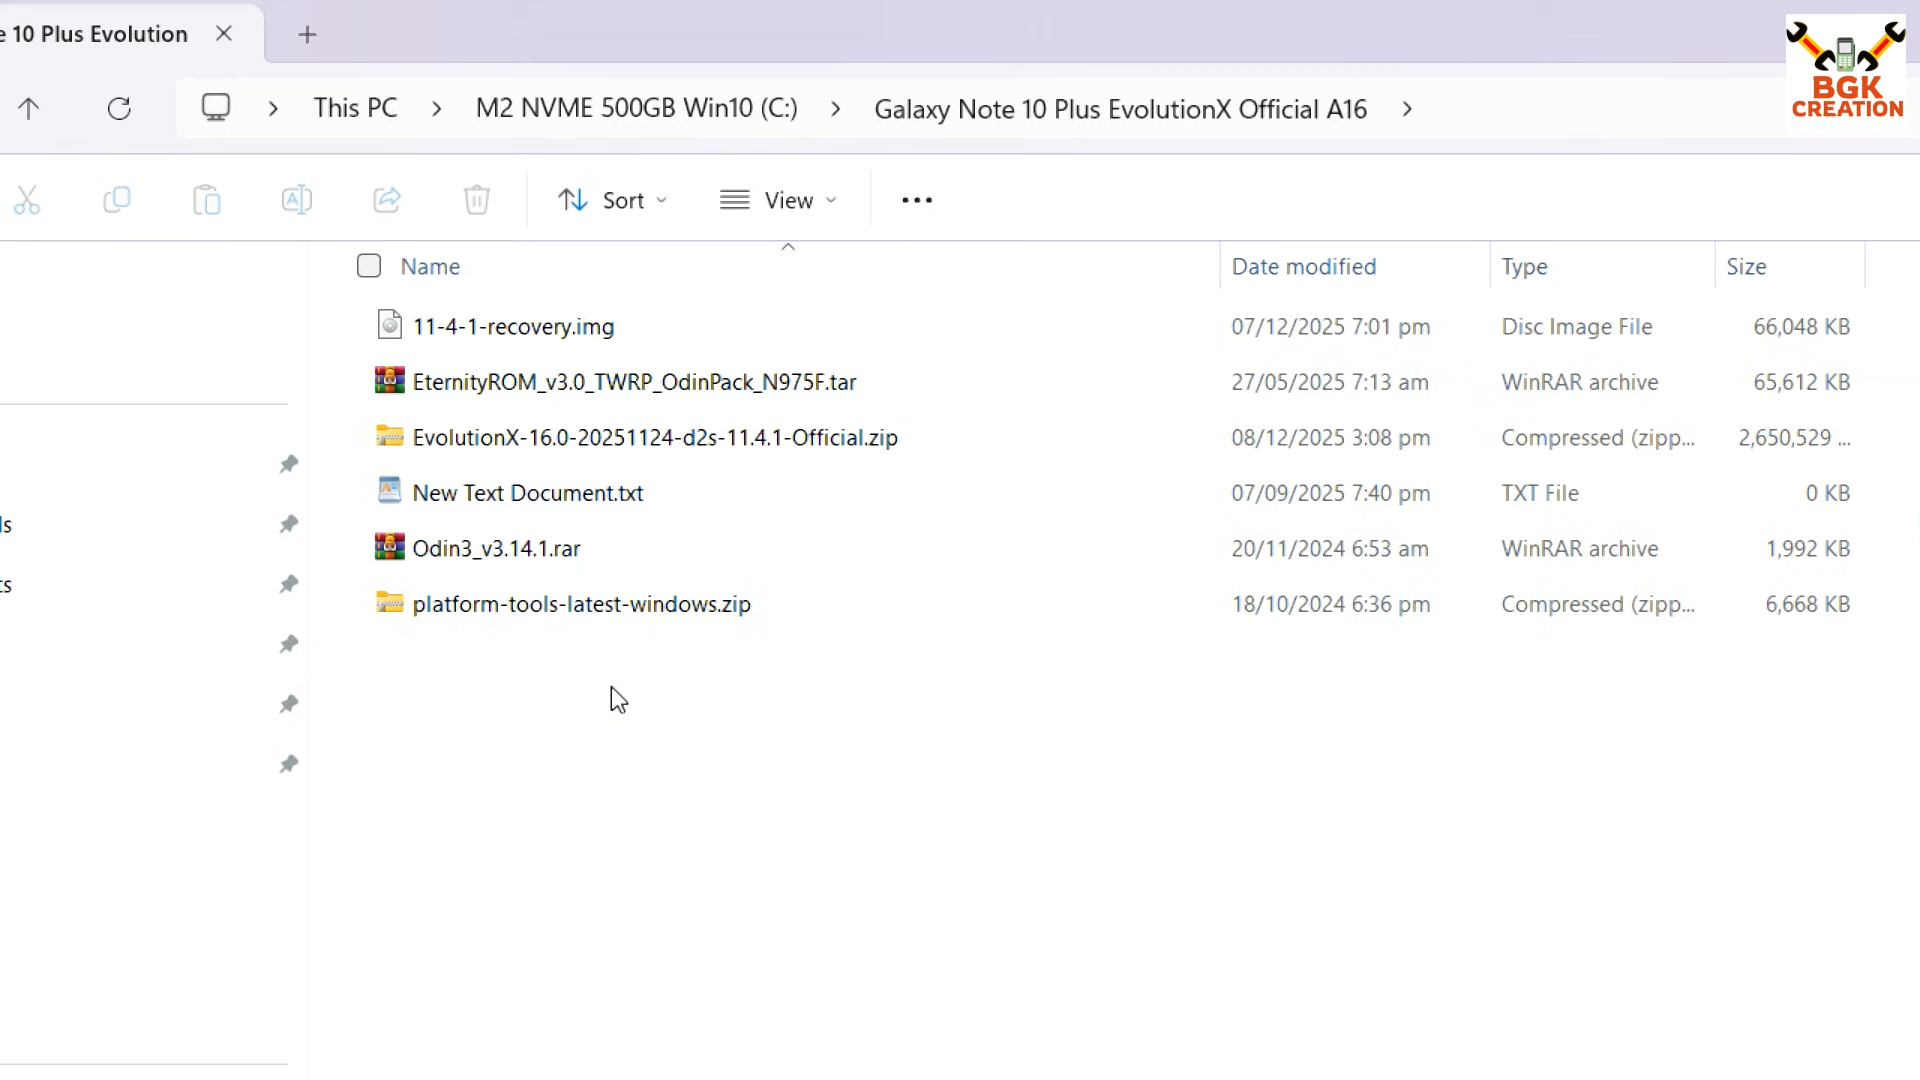 e 10 Plus Evolution
This PC > M2 NVME 500GB Win10 (C:) > Galaxy Note 10 Plus EvolutionX Official A16 >
BGK
CREATION
Sort View
Name Date modified Type Size
11-4-1-recovery.img 07/12/2025 7:01 pm Disc Image File 66,048 KB
EternityROM_v3.0_TWRP_OdinPack_N975F.tar 27/05/2025 7:13 am WinRAR archive 65,612 KB
EvolutionX-16.0-20251124-d2s-11.4.1-Official.zip 08/12/2025 3:08 pm Compressed (zipp... 2,650,529 ...
New Text Document.txt 07/09/2025 7:40 pm TXT File 0 KB
ls
Odin3_v3.14.1.rar 20/11/2024 6:53 am WinRAR archive 1,992 KB
ts
platform-tools-latest-windows.zip 18/10/2024 6:36 pm Compressed (zipp... 6,668 KB